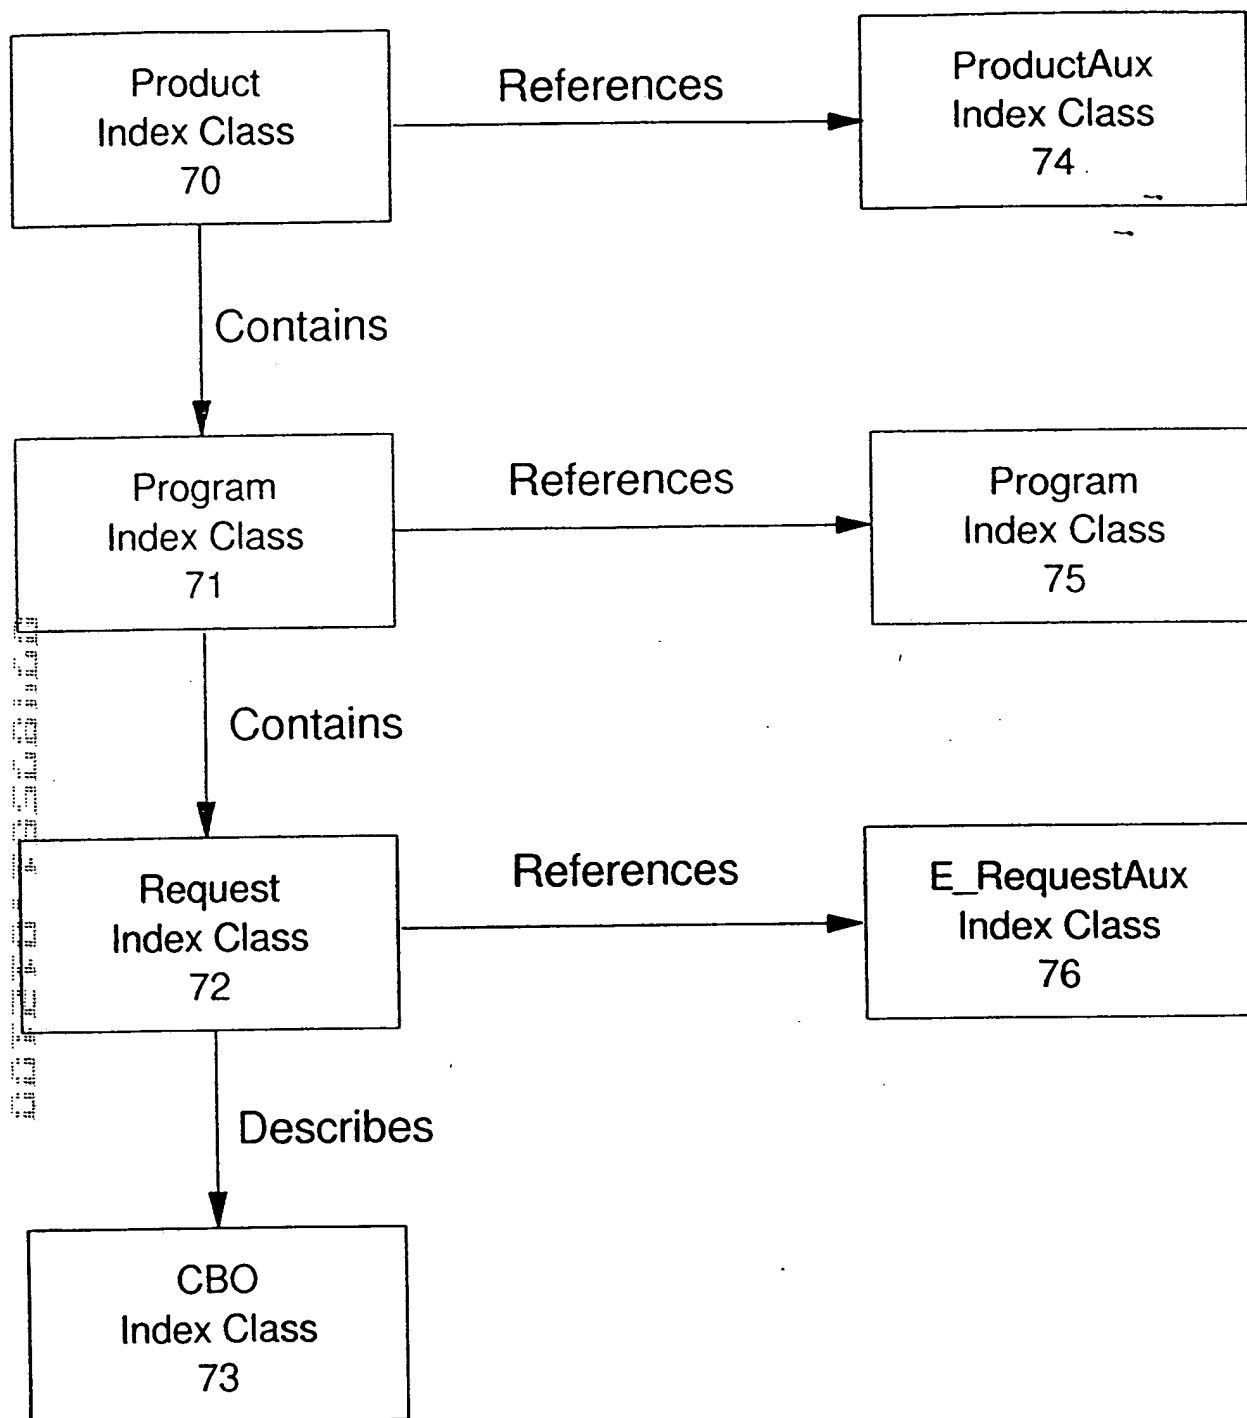 Product
Index Class
70
References
ProductAux
Index Class
74
Contains
Program
Index Class
71
References
Program
Index Class
75
Contains
Request
Index Class
72
References
E_RequestAux
Index Class
76
Describes
CBO
Index Class
73